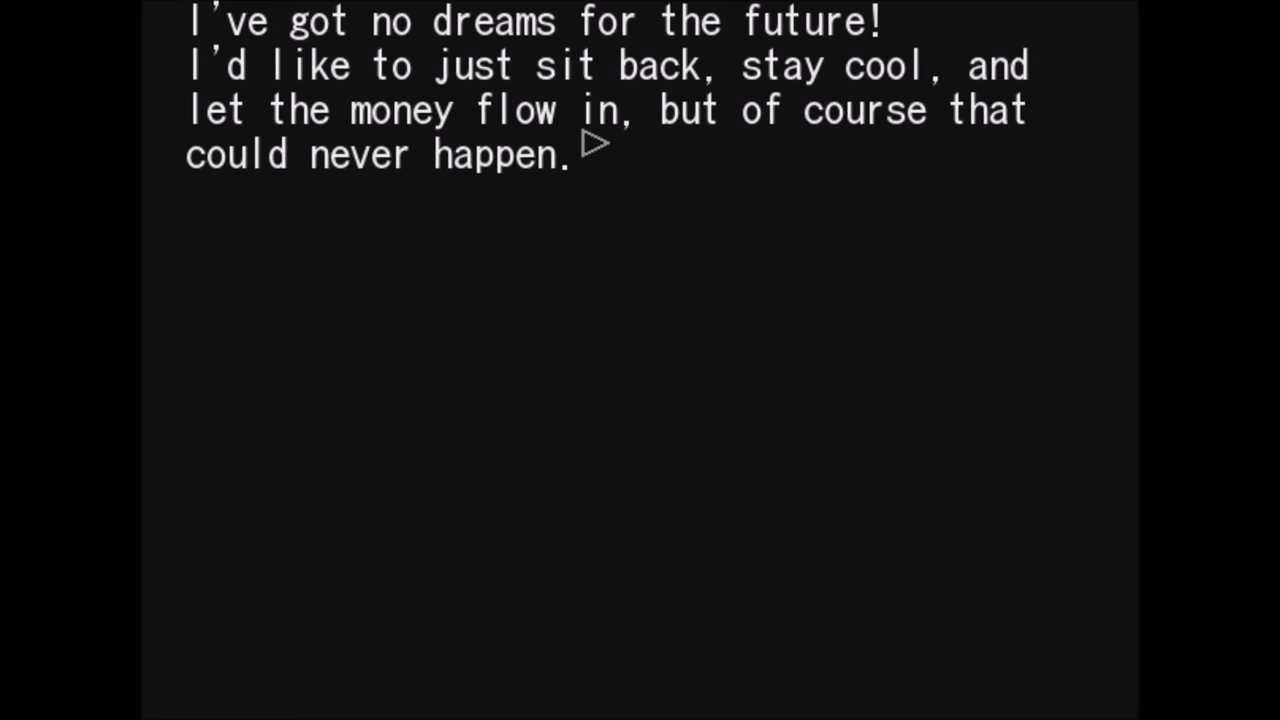 I've got no dreams for the future!
I'd like to just sit back, stay cool, and
let the money flow in, but of course that
could never happen.